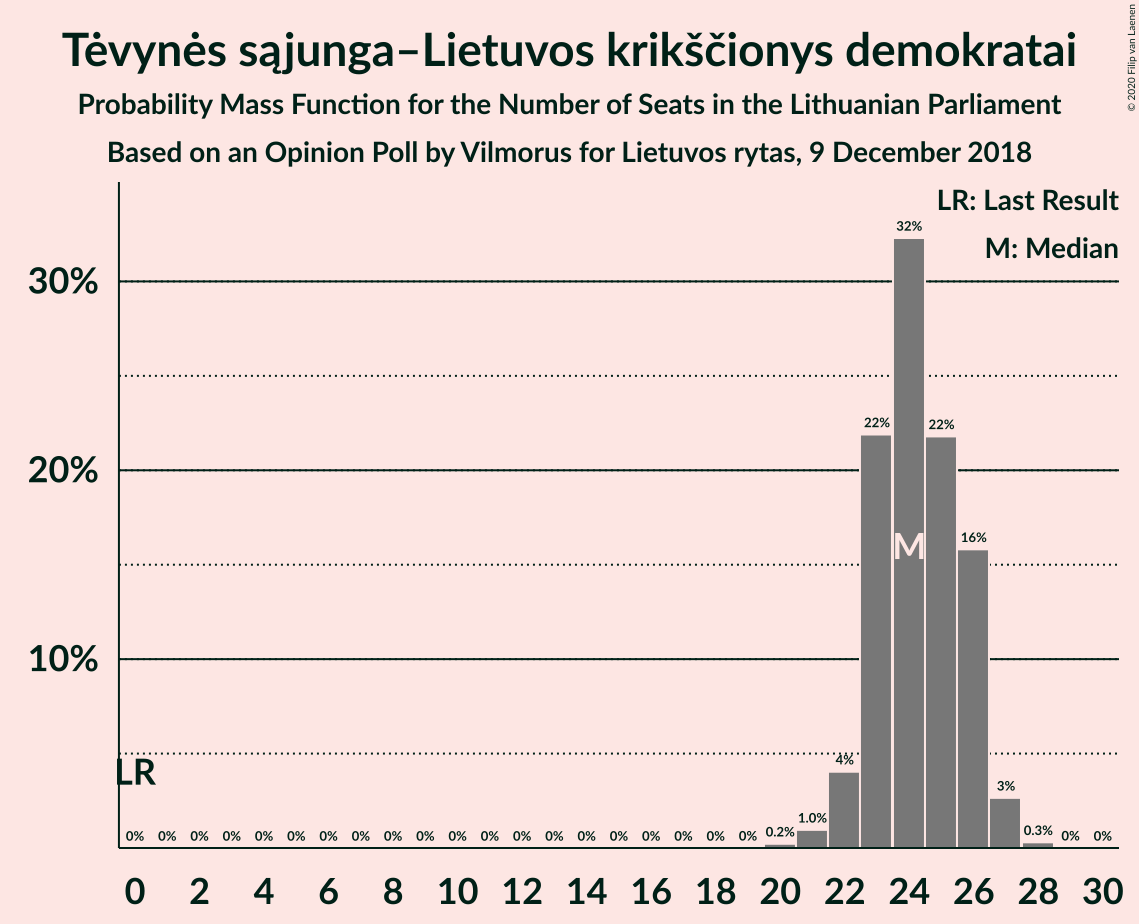 Tėvynės sąjunga–Lietuvos krikščionys demokratai
Probability Mass Function for the Number of Seats in the Lithuanian Parliament
Based on an Opinion Poll by Vilmorus for Lietuvos rytas, 9 December 2018
© 2020 Filip van Laenen
LR: Last Result
M: Median
30%
20%
10%
32%
22% 22%
M
16%
LR
4% 3%
0% 0% 0% 0% 0% 0% 0% 0% 0% 0% 0% 0% 0% 0% 0% 0% 0% 0% 0% 0% 0.2% 1.0% 0.3% 0% 0%
0 2 4 6 8 10 12 14 16 18 20 22 24 26 28 30